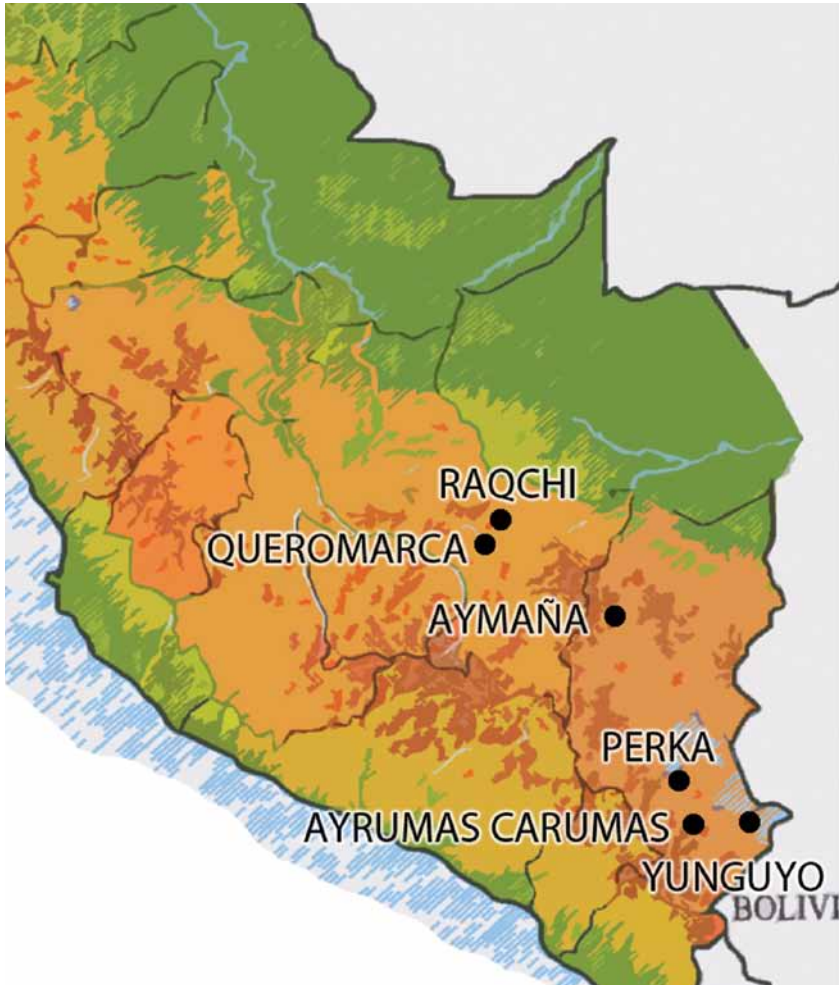 RAQCHI
QUEROMARCA
AYMAÑA
PERKA
AYRUMAS CARUMAS
YUNGUYO
BOLIVI